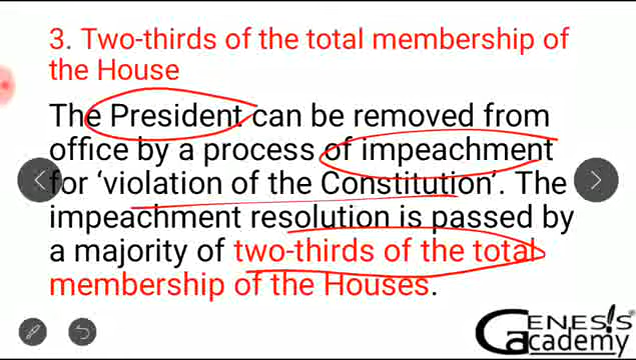 3. Two-thirds of the total membership of
the House
The President can be removed from
office by a process of impeachment
for ‘violation of the Constitution’. The
impeachment resolution is passed by
a majority of two-thirds of the total
membership of the Houses.
GENESIS
academy